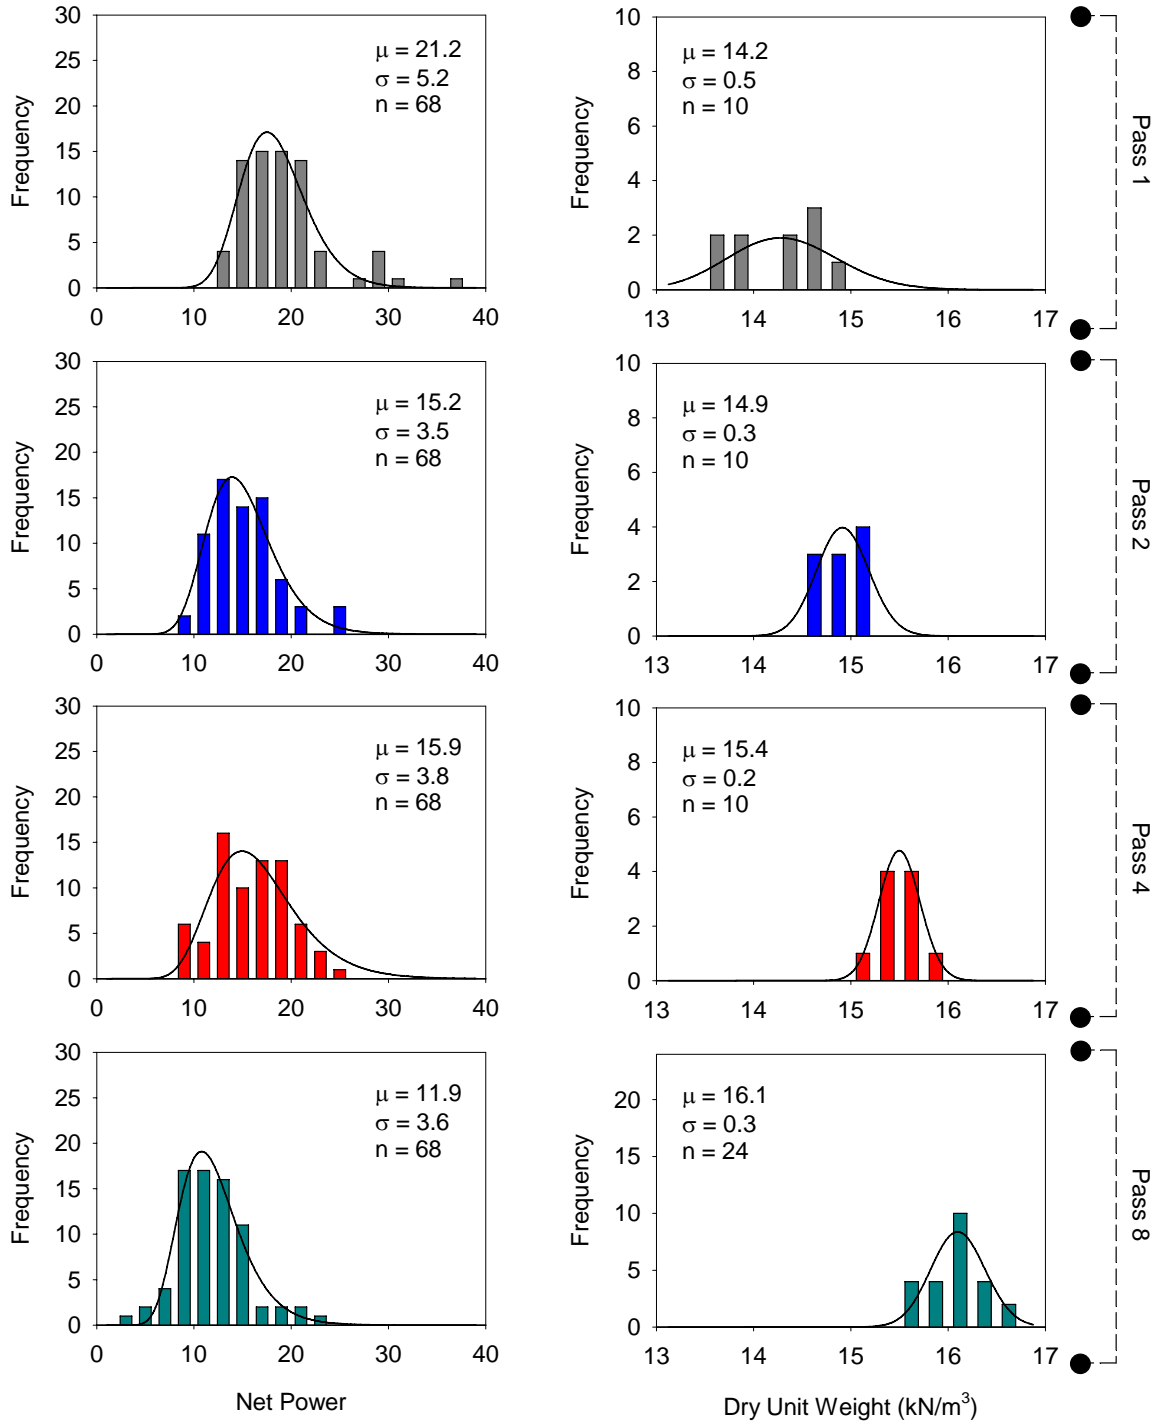 30
25
20
15
10
5
0
Frequency
μ = 21.2
σ = 5.2
n = 68
0 10 20 30 40
10
8
6
4
2
0
Frequency
μ = 14.2
σ = 0.5
n = 10
13 14 15 16 17
Pass 1
30
25
20
15
10
5
0
Frequency
μ = 15.2
σ = 3.5
n = 68
0 10 20 30 40
10
8
6
4
2
0
Frequency
μ = 14.9
σ = 0.3
n = 10
13 14 15 16 17
Pass 2
30
25
20
15
10
5
0
Frequency
μ = 15.9
σ = 3.8
n = 68
0 10 20 30 40
10
8
6
4
2
0
Frequency
μ = 15.4
σ = 0.2
n = 10
13 14 15 16 17
Pass 4
30
25
20
15
10
5
0
Frequency
μ = 11.9
σ = 3.6
n = 68
0 10 20 30 40
Net Power
20
15
10
5
0
Frequency
μ = 16.1
σ = 0.3
n = 24
13 14 15 16 17
Dry Unit Weight (kN/m³)
Pass 8